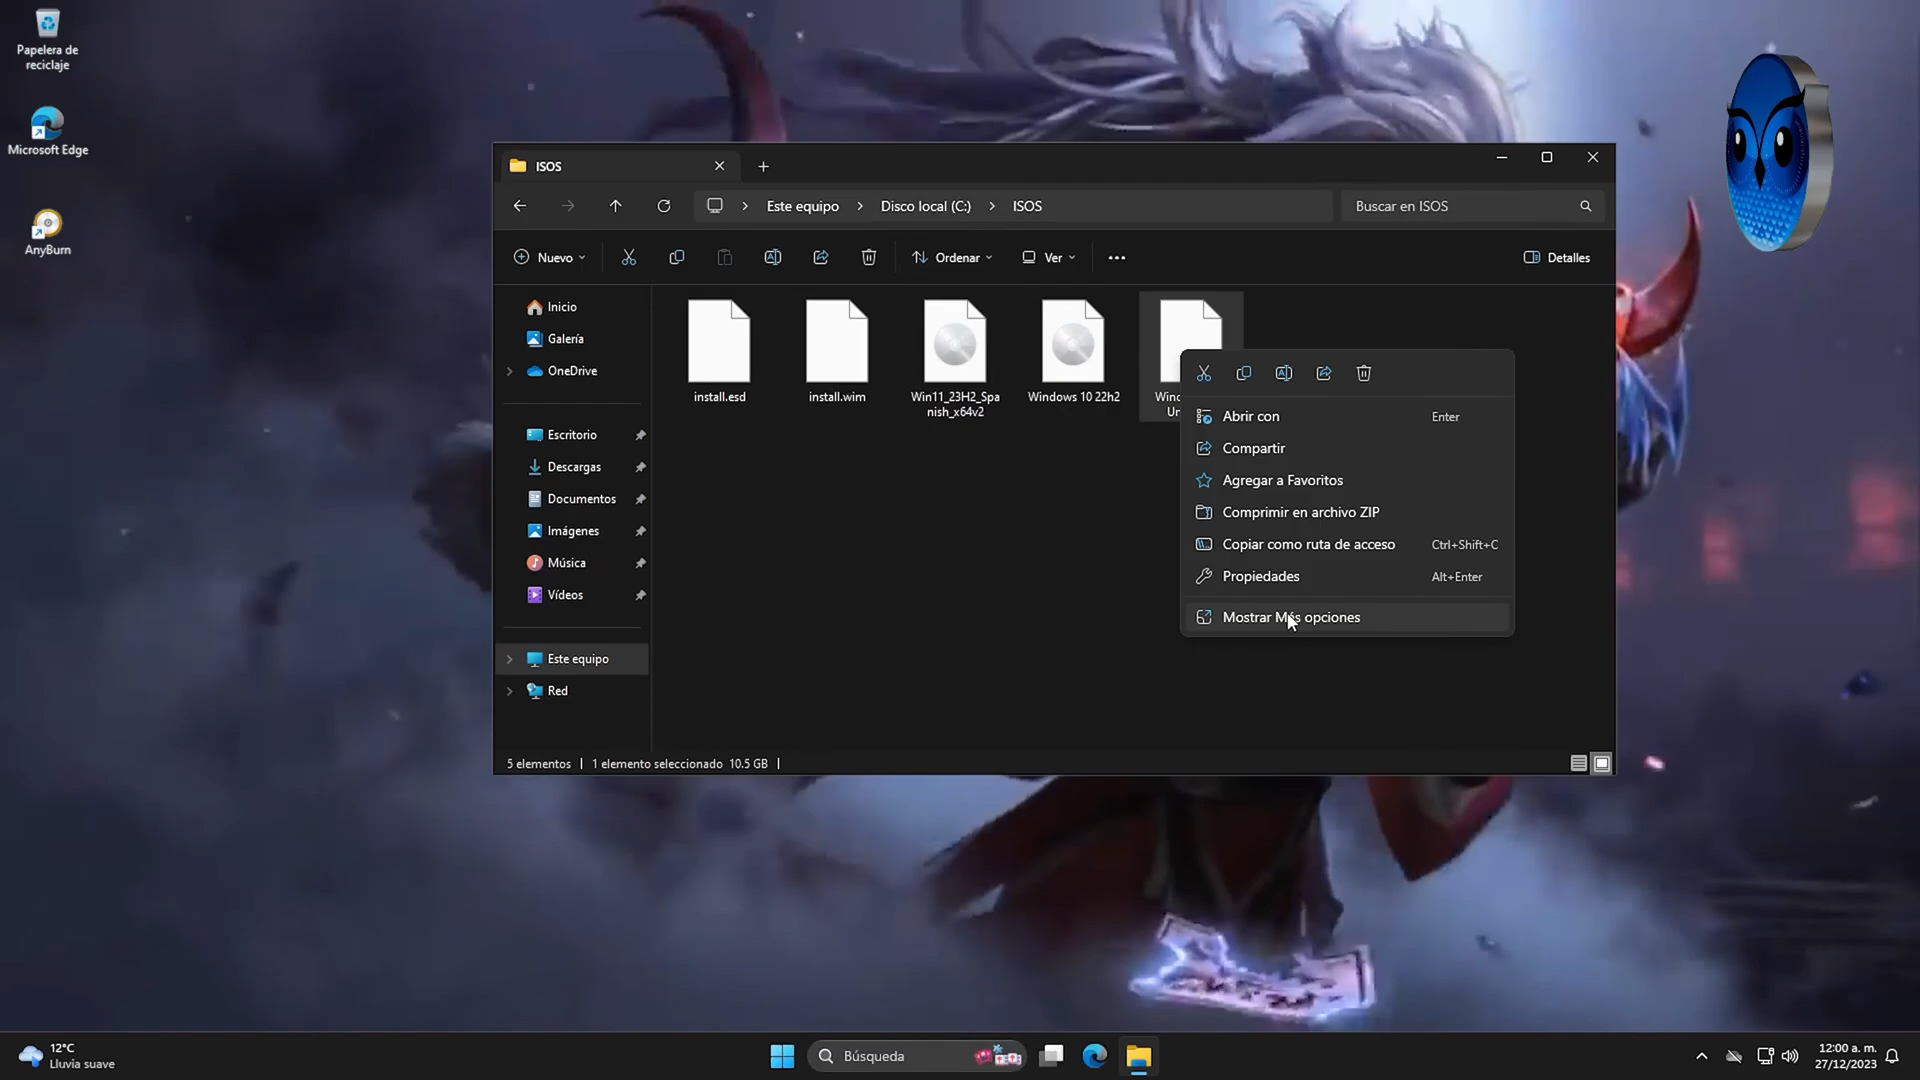 Papelera de
reciclaje
Microsoft Edge
AnyBurn
ISOS
Este equipo
Disco local (C:)
ISOS
Buscar en ISOS
Nuevo
Ordenar
Ver
Detalles
Inicio
Galería
OneDrive
Escritorio
Descargas
Documentos
Imágenes
Música
Vídeos
Este equipo
Red
install.esd
install.wim
Win11_23H2_Spa
nish_x64v2
Windows 10 22h2
Abrir con Enter
Compartir
Agregar a Favoritos
Comprimir en archivo ZIP
Copiar como ruta de acceso Ctrl+Shift+C
Propiedades Alt+Enter
Mostrar Más opciones
5 elementos
1 elemento seleccionado 10.5 GB
12°C
Lluvia suave
Búsqueda
12:00 a. m.
27/12/2023